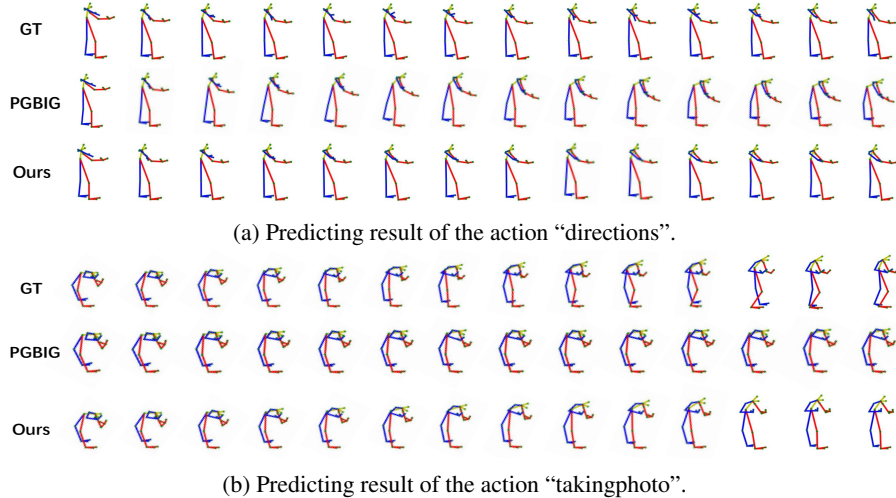 GT
PGBIG
Ours
(a) Predicting result of the action “directions”.
GT
PGBIG
Ours
(b) Predicting result of the action “takingphoto”.